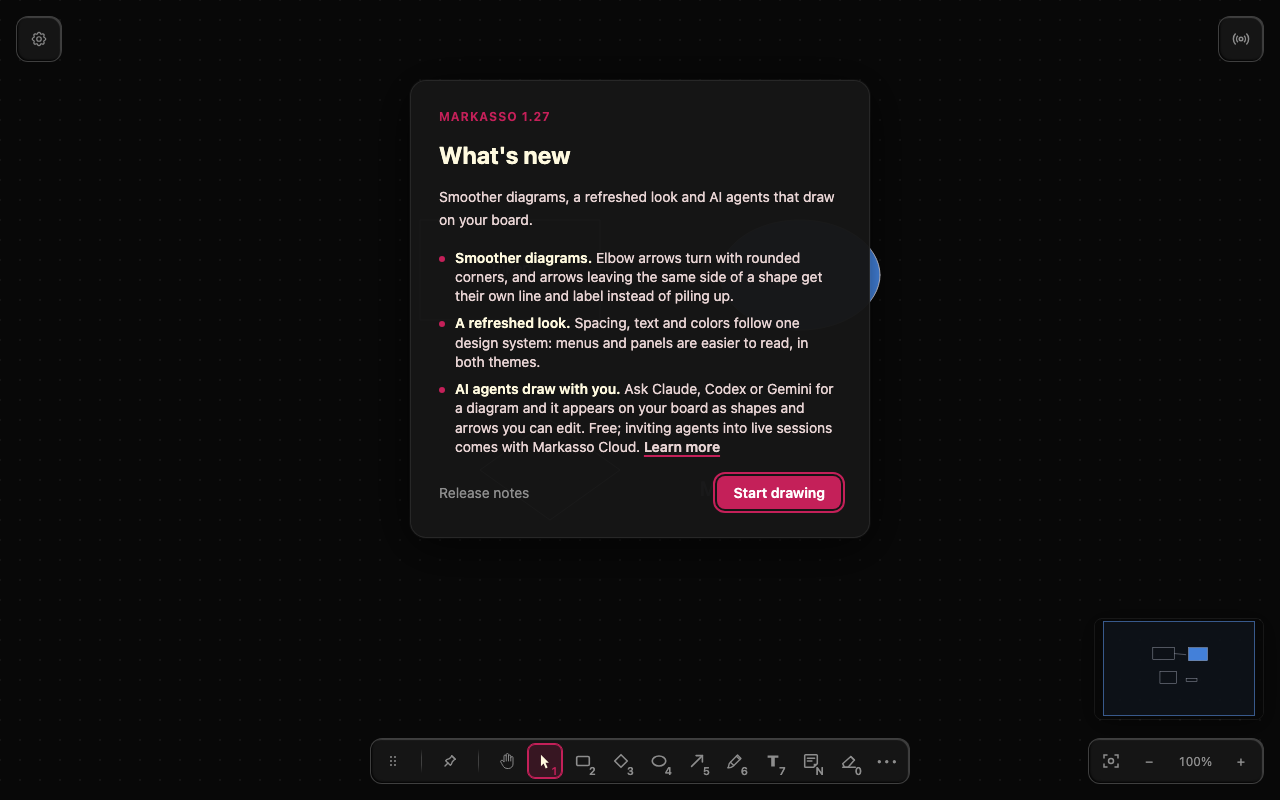 MARKASSO 1.27
What's new
Smoother diagrams, a refreshed look and AI agents that draw
on your board.
Smoother diagrams. Elbow arrows turn with rounded
corners, and arrows leaving the same side of a shape get
their own line and label instead of piling up.
A refreshed look. Spacing, text and colors follow one
design system: menus and panels are easier to read, in
both themes.
AI agents draw with you. Ask Claude, Codex or Gemini for
a diagram and it appears on your board as shapes and
arrows you can edit. Free; inviting agents into live sessions
comes with Markasso Cloud. Learn more
Release notes
Start drawing
1 2 3 4 5 6 T 7 N 0
− 100% +